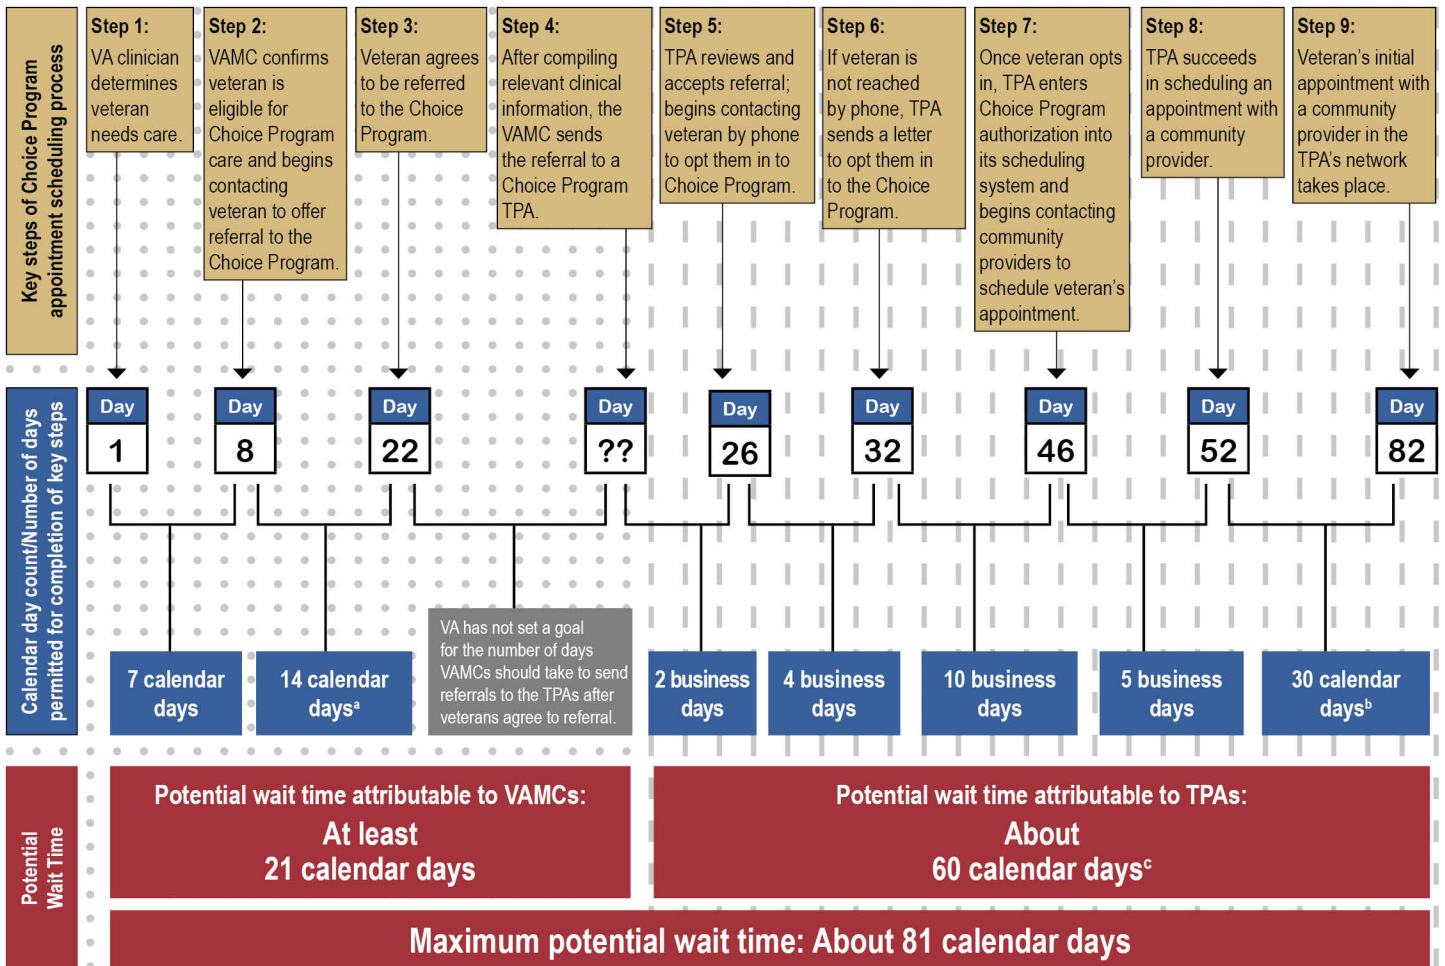 Key steps of Choice Program
appointment scheduling process
Step 1:
VA clinician
determines
veteran
needs care.
Step 2:
VAMC confirms
veteran is
eligible for
Choice Program
care and begins
contacting
veteran to offer
referral to the
Choice Program.
Step 3:
Veteran agrees
to be referred
to the Choice
Program.
Step 4:
After compiling
relevant clinical
information, the
VAMC sends
the referral to a
Choice Program
TPA.
Step 5:
TPA reviews and
accepts referral;
begins contacting
veteran by phone
to opt them in to
Choice Program.
Step 6:
If veteran is
not reached
by phone, TPA
sends a letter
to opt them in
to the Choice
Program.
Step 7:
Once veteran opts
in, TPA enters
Choice Program
authorization into
its scheduling
system and
begins contacting
community
providers to
schedule veteran’s
appointment.
Step 8:
TPA succeeds
in scheduling an
appointment with
a community
provider.
Step 9:
Veteran’s initial
appointment with
a community
provider in the
TPA’s network
takes place.
Calendar day count/Number of days
permitted for completion of key steps
Day
1
Day
8
Day
22
Day
??
Day
26
Day
32
Day
46
Day
52
Day
82
7 calendar
days
14 calendar
daysᵃ
VA has not set a goal
for the number of days
VAMCs should take to send
referrals to the TPAs after
veterans agree to referral.
2 business
days
4 business
days
10 business
days
5 business
days
30 calendar
daysᵇ
Potential
Wait Time
Potential wait time attributable to VAMCs:
At least
21 calendar days
Potential wait time attributable to TPAs:
About
60 calendar daysᶜ
Maximum potential wait time: About 81 calendar days